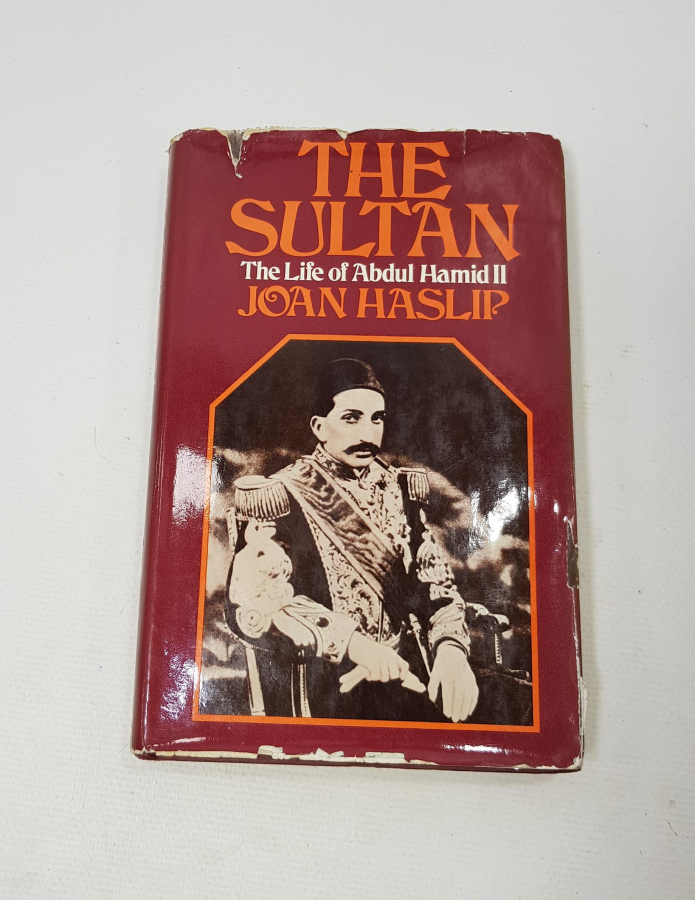 THE
SULTAN
The Life of Abdul Hamid II
JOAN HASLIP